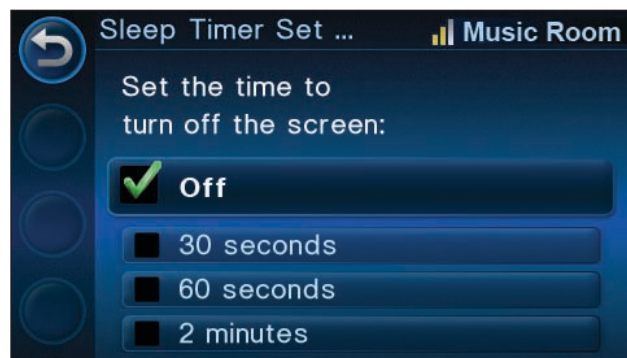 Sleep Timer Set ... Music Room
Set the time to
turn off the screen:
Off
30 seconds
60 seconds
2 minutes